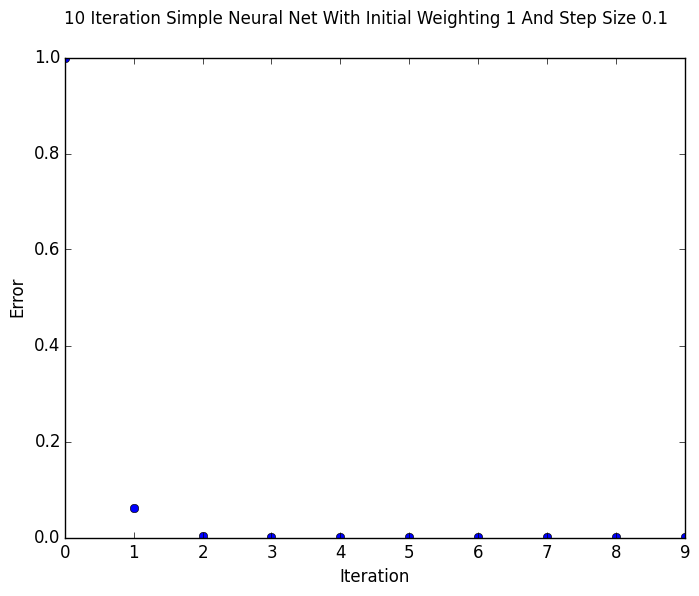 10 Iteration Simple Neural Net With Initial Weighting 1 And Step Size 0.1
1.0
0.8
0.6
0.4
0.2
0.0
Error
0 1 2 3 4 5 6 7 8 9
Iteration